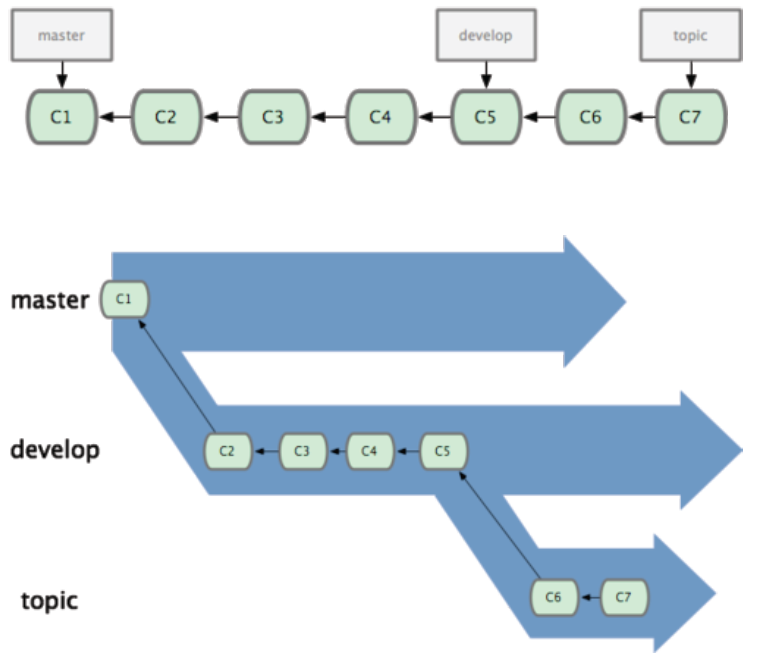 master develop topic
C1 C2 C3 C4 C5 C6 C7
master C1
develop C2 C3 C4 C5
topic C6 C7